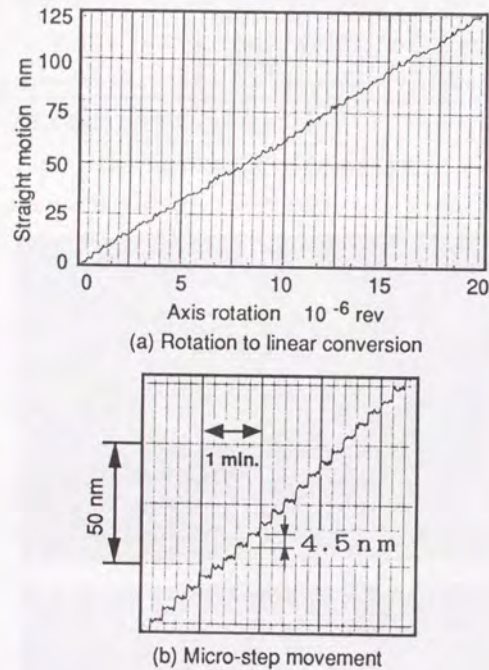 125
100
75
50
25
0
Straight motion nm
0 5 10 15 20
Axis rotation 10 -6 rev
(a) Rotation to linear conversion
1 min.
50 nm
4.5 nm
(b) Micro-step movement